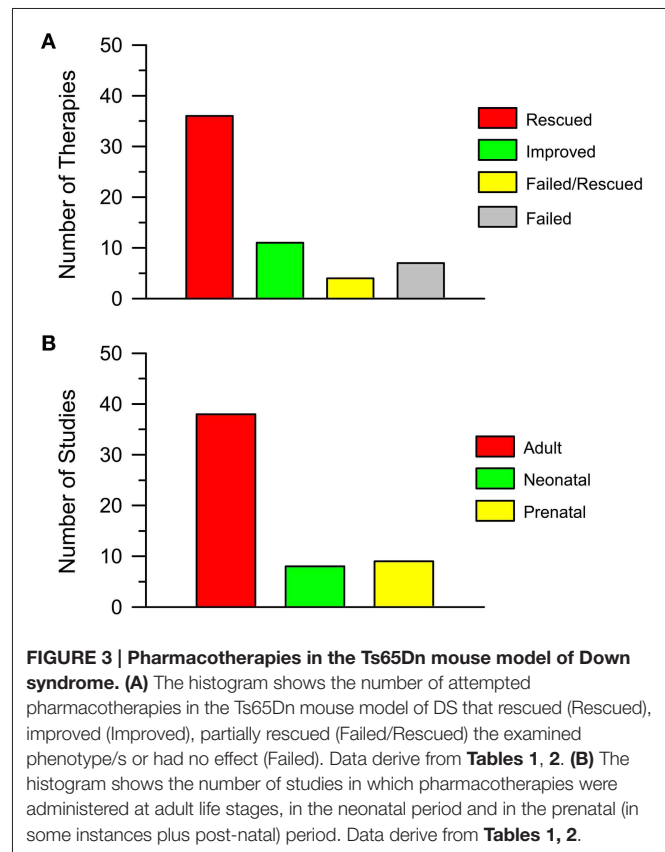 A
50
40
30
20
10
0
Number of Therapies
Rescued
Improved
Failed/Rescued
Failed
B
50
40
30
20
10
0
Number of Studies
Adult
Neonatal
Prenatal
FIGURE 3 | Pharmacotherapies in the Ts65Dn mouse model of Down
syndrome. (A) The histogram shows the number of attempted
pharmacotherapies in the Ts65Dn mouse model of DS that rescued (Rescued),
improved (Improved), partially rescued (Failed/Rescued) the examined
phenotype/s or had no effect (Failed). Data derive from Tables 1, 2. (B) The
histogram shows the number of studies in which pharmacotherapies were
administered at adult life stages, in the neonatal period and in the prenatal (in
some instances plus post-natal) period. Data derive from Tables 1, 2.